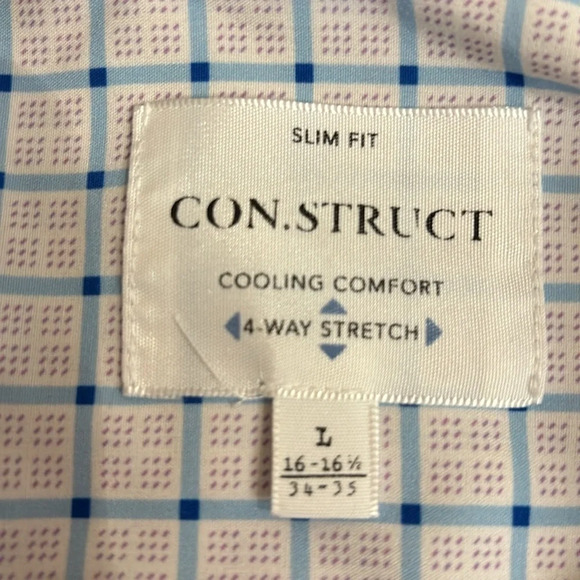 SLIM FIT
CON.STRUCT
COOLING COMFORT
4-WAY STRETCH
L
16-16½
34-35